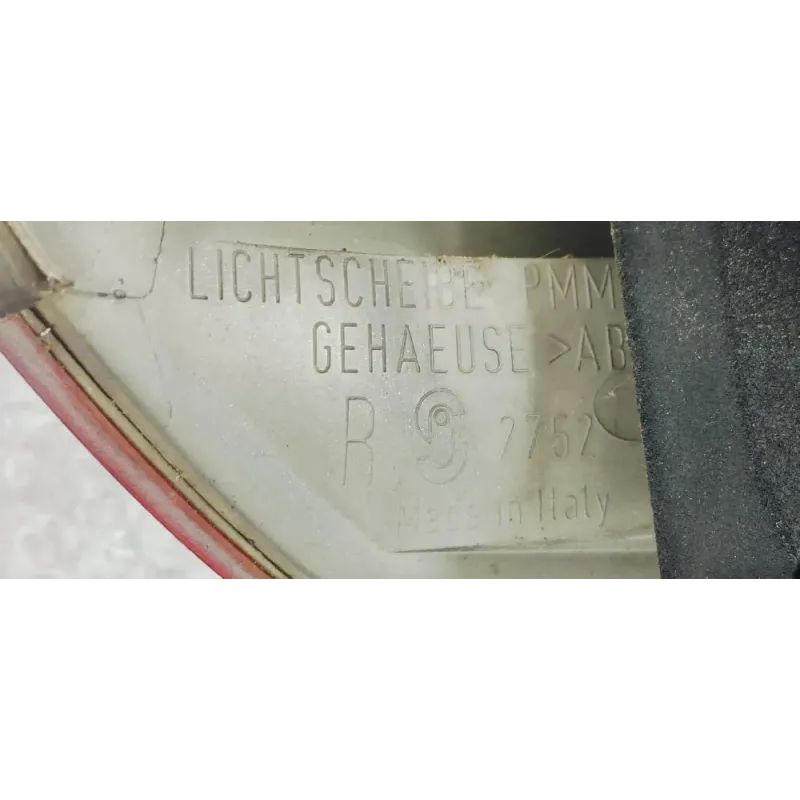 LICHTSCHEIBE PMM
GEHAEUSE >AB
R 2752
Made in Italy